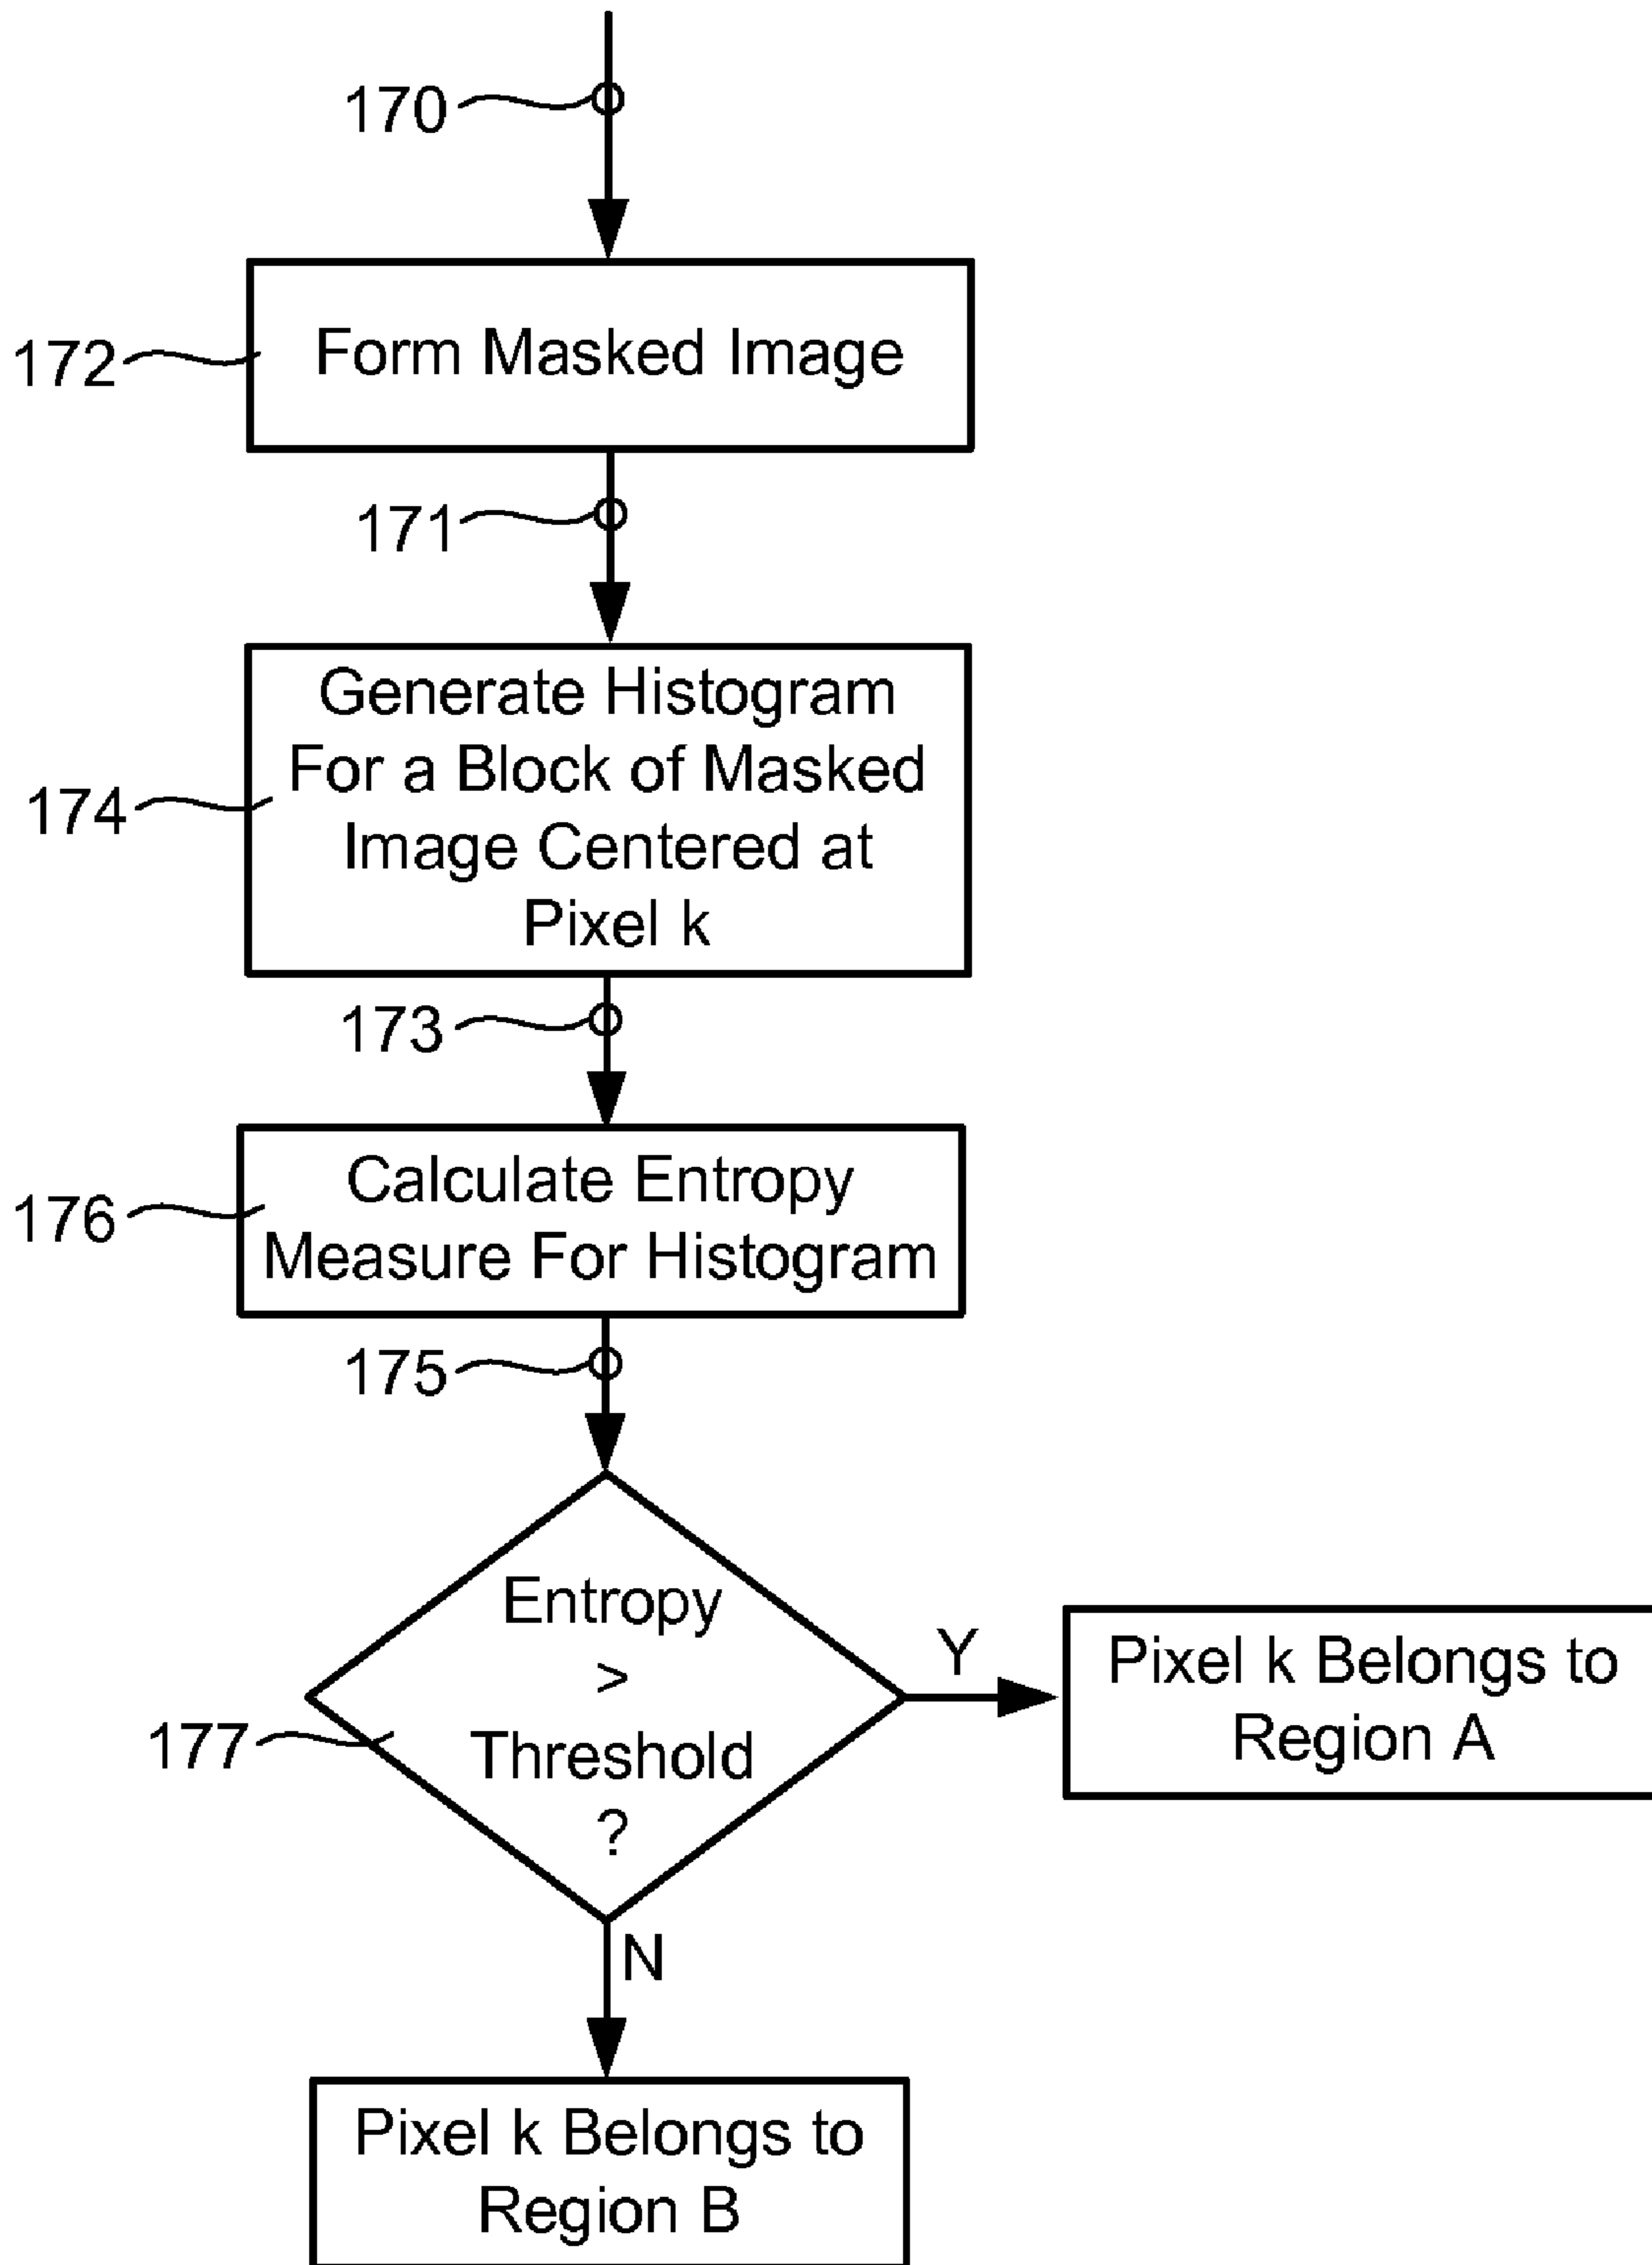 170
172
Form Masked Image
171
174
Generate Histogram
For a Block of Masked
Image Centered at
Pixel k
173
176
Calculate Entropy
Measure For Histogram
175
177
Entropy
>
Threshold
?
Y
Pixel k Belongs to
Region A
N
Pixel k Belongs to
Region B